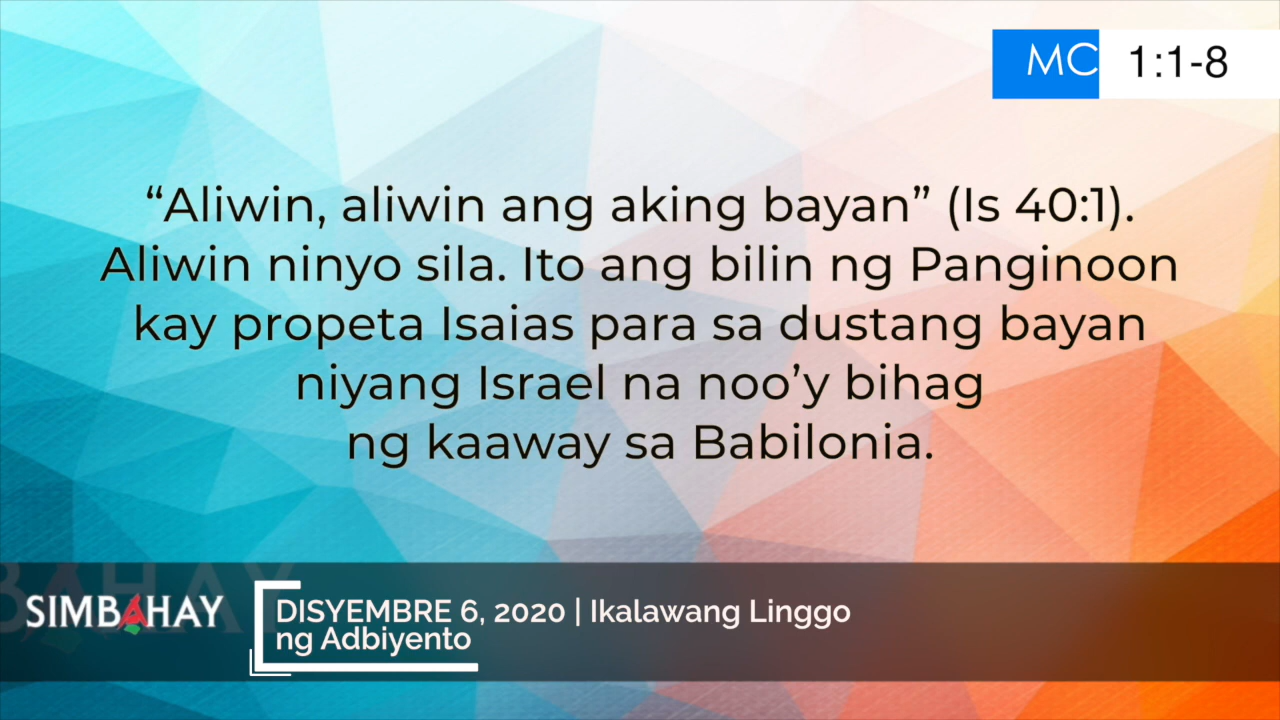 MC 1:1-8
“Aliwin, aliwin ang aking bayan” (Is 40:1).
Aliwin ninyo sila. Ito ang bilin ng Panginoon
kay propeta Isaias para sa dustang bayan
niyang Israel na noo’y bihag
ng kaaway sa Babilonia.
SIMBAHAY
DISYEMBRE 6, 2020 | Ikalawang Linggo
ng Adbiyento